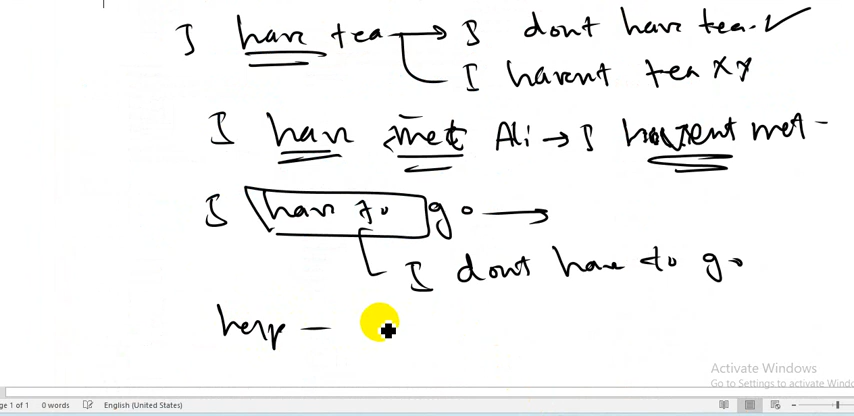 I have tea → I dont have tea. ✓
I havent tea XX
I have met Ali → I havent met -
I have to go →
I dont have to go
help -
Activate Windows
Go to Settings to activate Windo
ge 1 of 1 0 words English (United States)